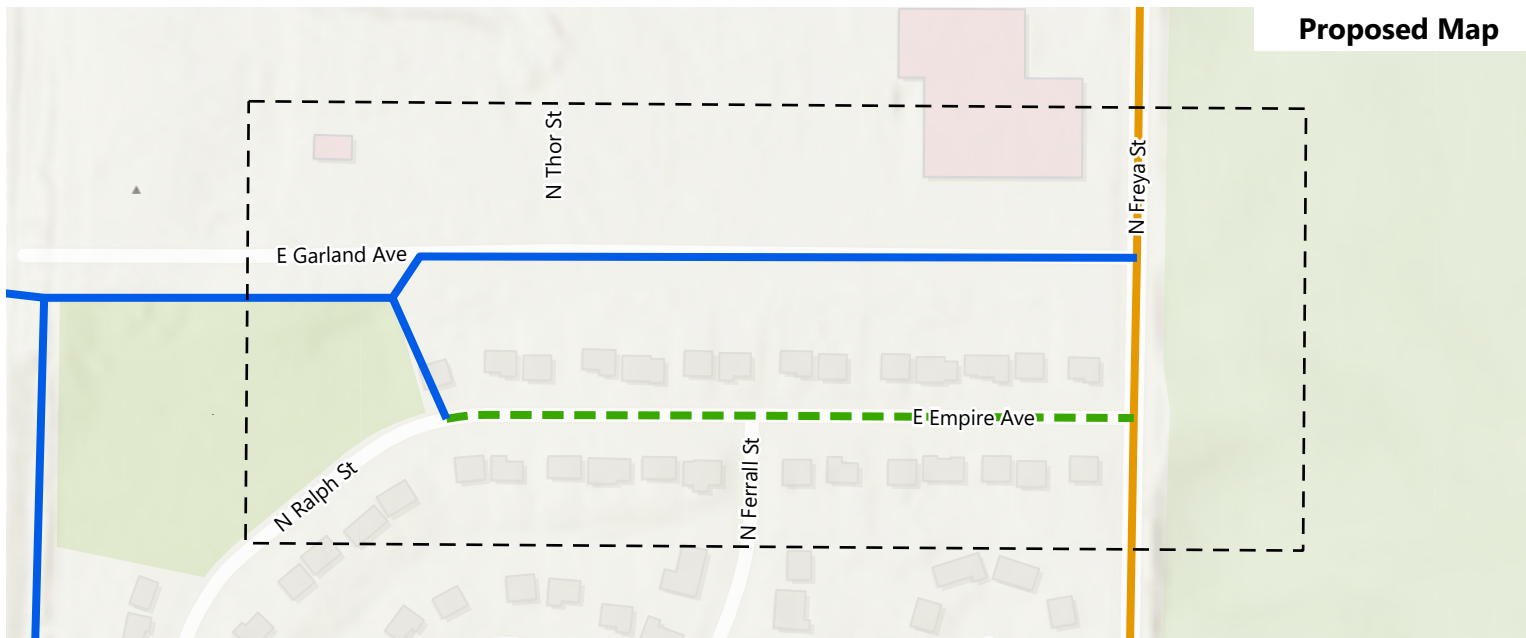 Proposed Map
N Thor St
N Freya St
E Garland Ave
E Empire Ave
N Ralph St
N Ferrall St